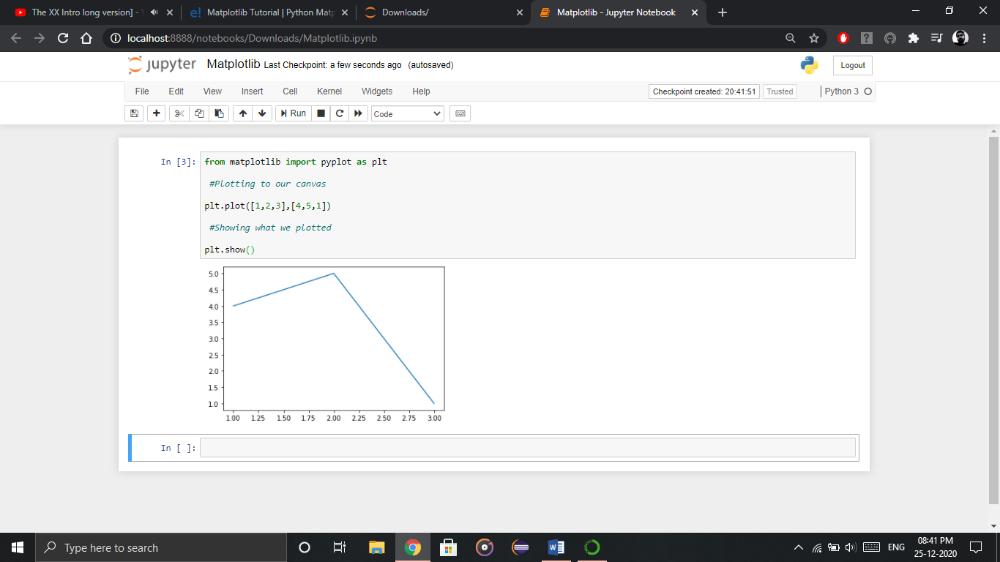 The XX Intro long version] - Y
Matplotlib Tutorial | Python Matp
Downloads/
Matplotlib - Jupyter Notebook
localhost:8888/notebooks/Downloads/Matplotlib.ipynb
jupyter Matplotlib Last Checkpoint: a few seconds ago (autosaved)
Logout
File Edit View Insert Cell Kernel Widgets Help
Checkpoint created: 20:41:51 Trusted Python 3
Run
Code
In [3]: from matplotlib import pyplot as plt
#Plotting to our canvas
plt.plot([1,2,3],[4,5,1])
#Showing what we plotted
plt.show()
5.0
4.5
4.0
3.5
3.0
2.5
2.0
1.5
1.0
1.00 1.25 1.50 1.75 2.00 2.25 2.50 2.75 3.00
In [ ]:
Type here to search
ENG
08:41 PM
25-12-2020